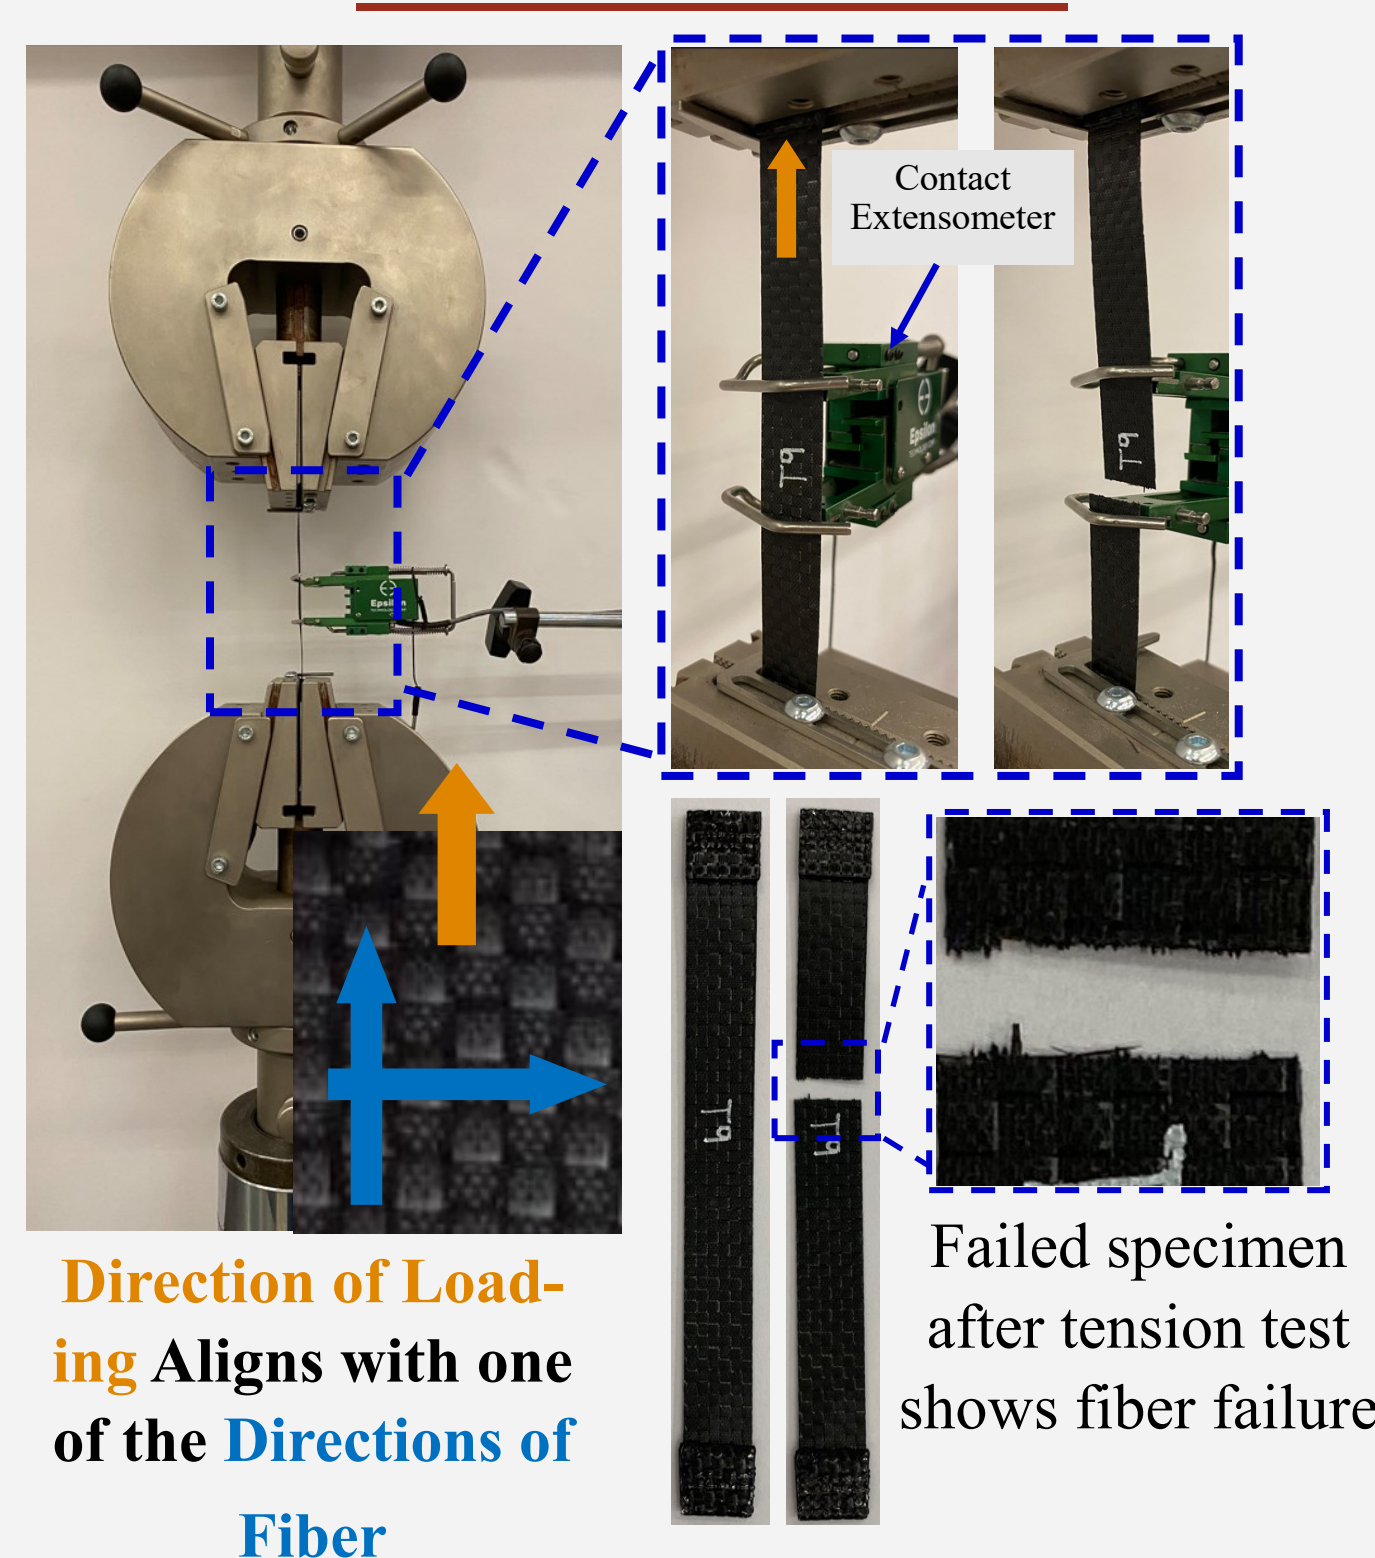 Contact
Extensometer
Epsilon
Epsilon
T9
T9
T9
T9
Direction of Load-
ing Aligns with one
of the Directions of
Fiber
Failed specimen
after tension test
shows fiber failure